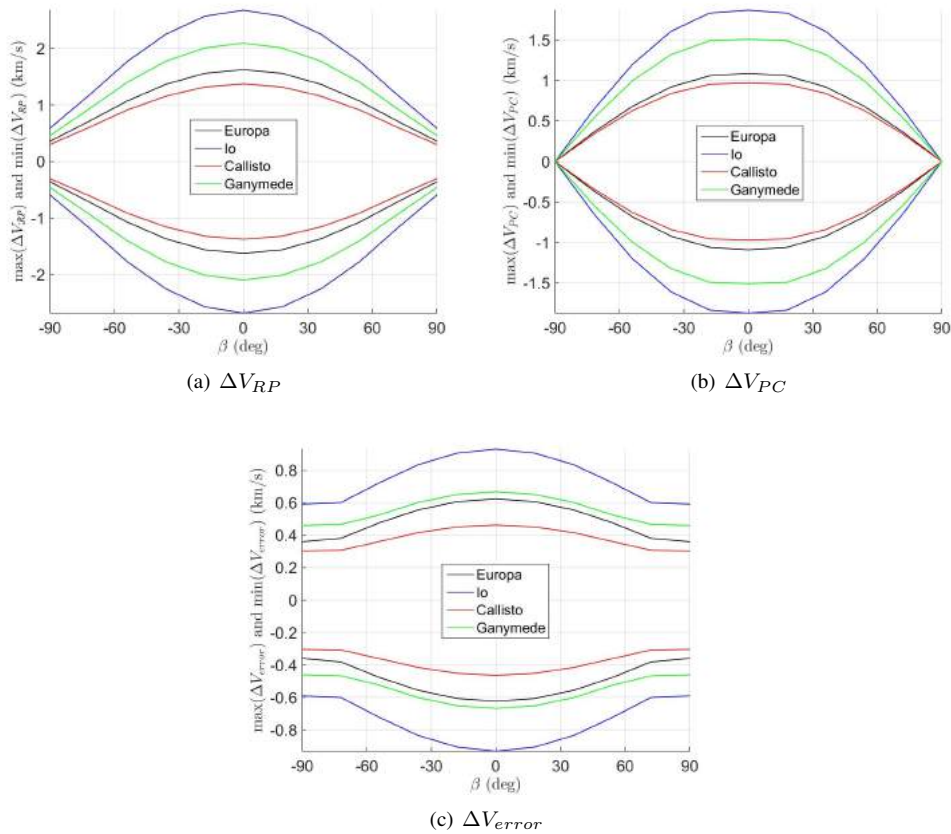 max(ΔV_RP) and min(ΔV_RP) (km/s)
2
1
0
-1
-2
Europa
Io
Callisto
Ganymede
-90
-60
-30
0
30
60
90
β (deg)
(a) ΔV_RP
max(ΔV_PC) and min(ΔV_PC) (km/s)
1.5
1
0.5
0
-0.5
-1
-1.5
Europa
Io
Callisto
Ganymede
-90
-60
-30
0
30
60
90
β (deg)
(b) ΔV_PC
max(ΔV_error) and min(ΔV_error) (km/s)
0.8
0.6
0.4
0.2
0
-0.2
-0.4
-0.6
-0.8
Europa
Io
Callisto
Ganymede
-90
-60
-30
0
30
60
90
β (deg)
(c) ΔV_error